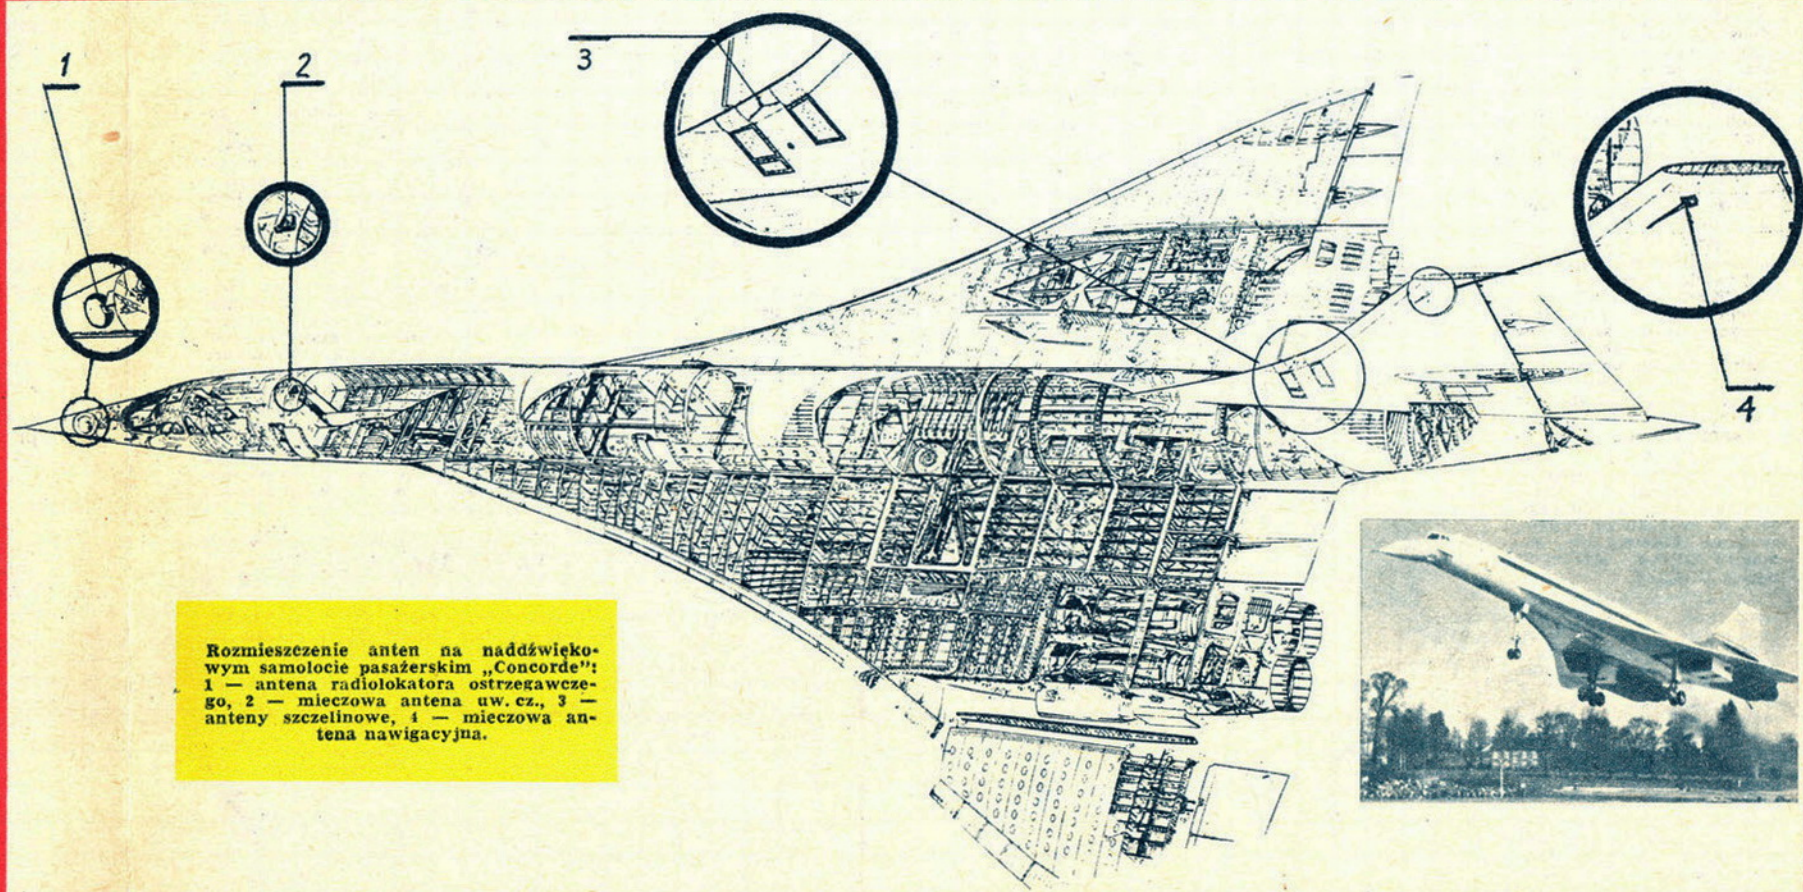 1
2
3
4
Rozmieszczenie anten na naddźwięko-
wym samolocie pasażerskim „Concorde":
1 — antena radiolokatora ostrzegawcze-
go, 2 — mieczowa antena uw. cz., 3 —
anteny szczelinowe, 4 — mieczowa an-
tena nawigacyjna.